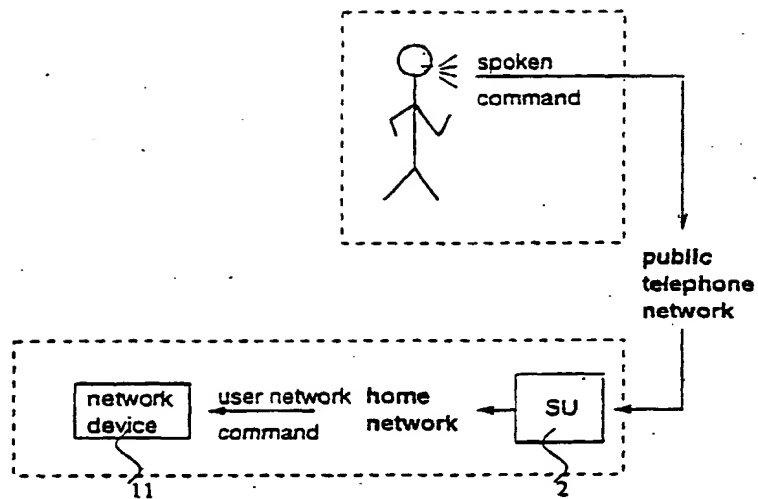 spoken
command
public
telephone
network
network
device
user network
command
home
network
SU
11
2